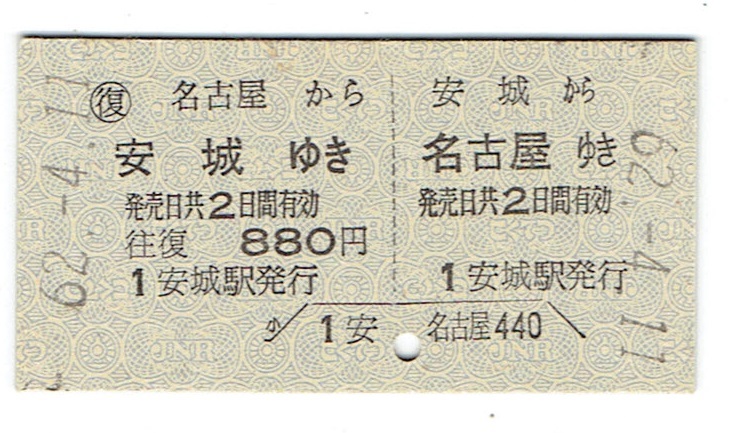 62.-4.11
㊝復 名古屋 から
安城 ゆき
発売日共2日間有効
往復 880円
1 安城駅発行
安城 から
名古屋 ゆき
発売日共2日間有効
1 安城駅発行
小 1安 名古屋440
62.-4.11
JNR